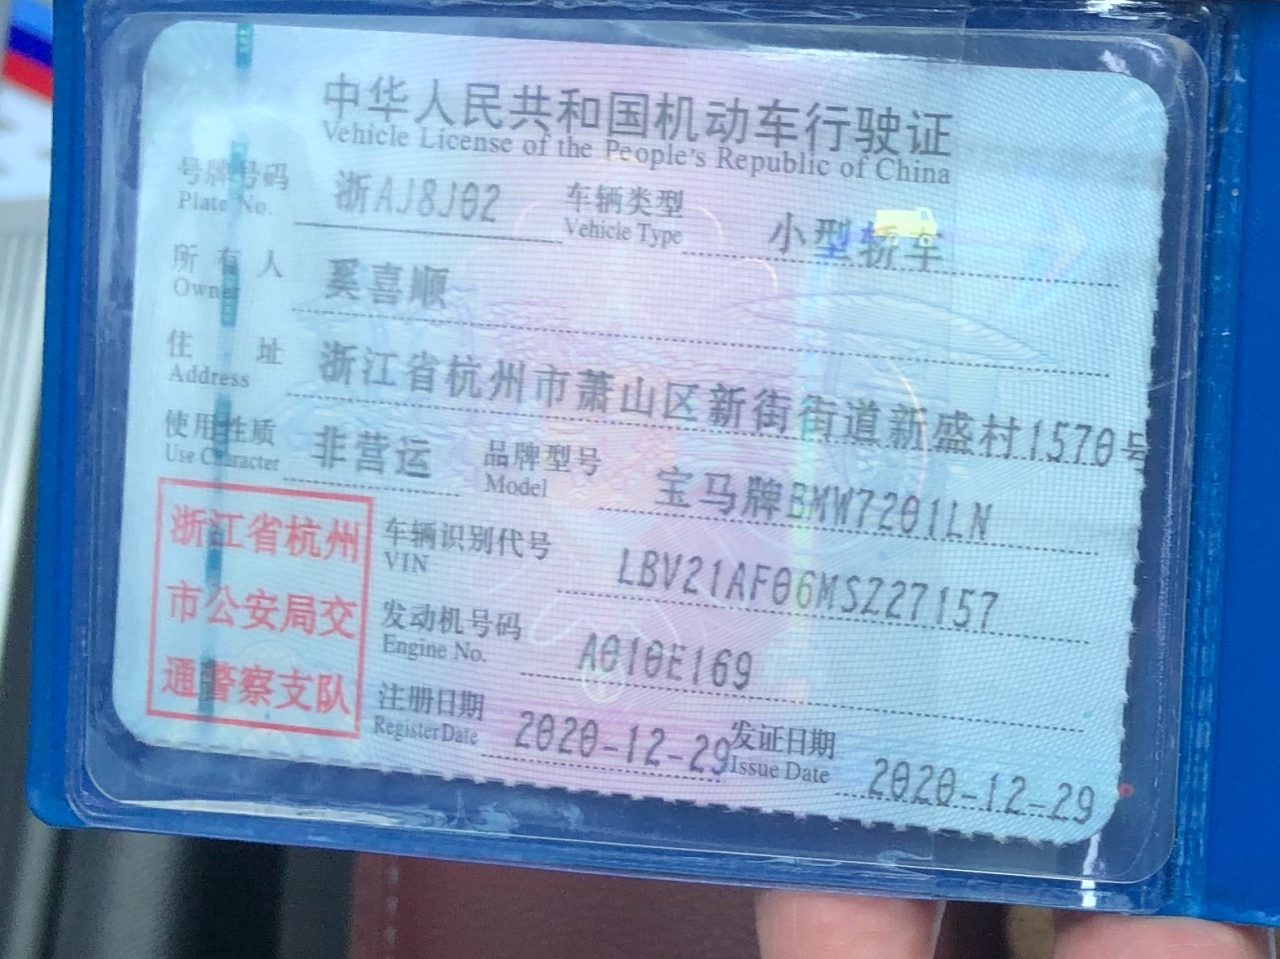 中华人民共和国机动车行驶证
Vehicle License of the People's Republic of China
号牌号码 浙AJ8J02 车辆类型 小型轿车
Plate No. Vehicle Type
所有人 奚喜顺
Owner
住址 浙江省杭州市萧山区新街街道新盛村1570号
Address
使用性质 非营运 品牌型号 宝马牌BMW7201LN
Use Character Model
浙江省杭州
市公安局交
通警察支队
车辆识别代号 LBV21AF06MSZ27157
VIN
发动机号码 A010E169
Engine No.
注册日期 2020-12-29 发证日期 2020-12-29
Register Date Issue Date